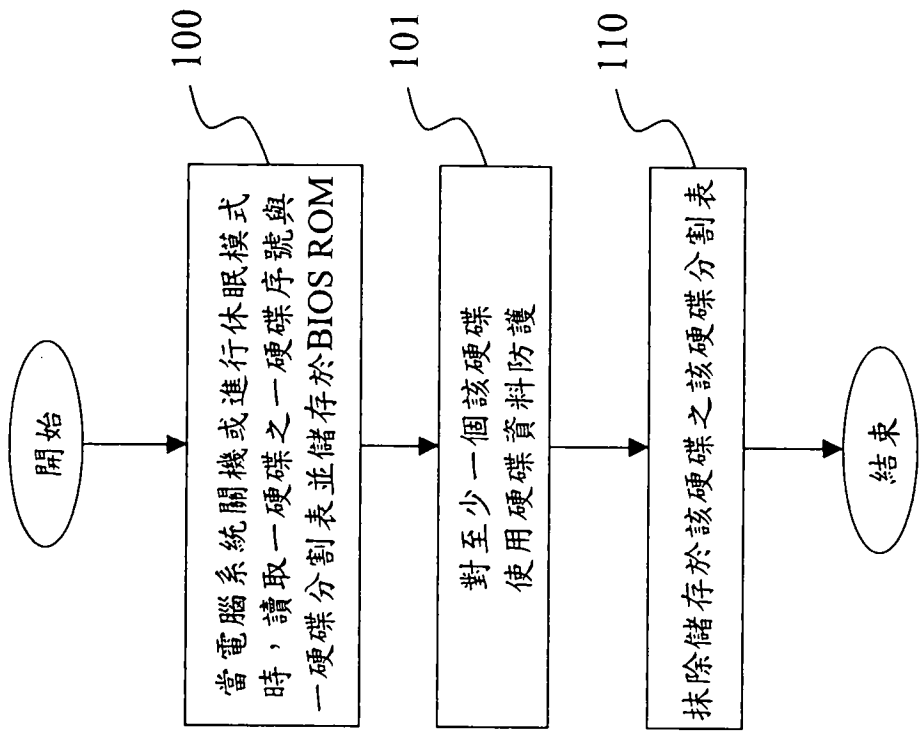 開始
當電腦系統關機或進行休眠模式
時，讀取一硬碟之一硬碟序號與
一硬碟分割表並儲存於BIOS ROM
100
對至少一個該硬碟
使用硬碟資料防護
101
抹除儲存於該硬碟之該硬碟分割表
110
結束